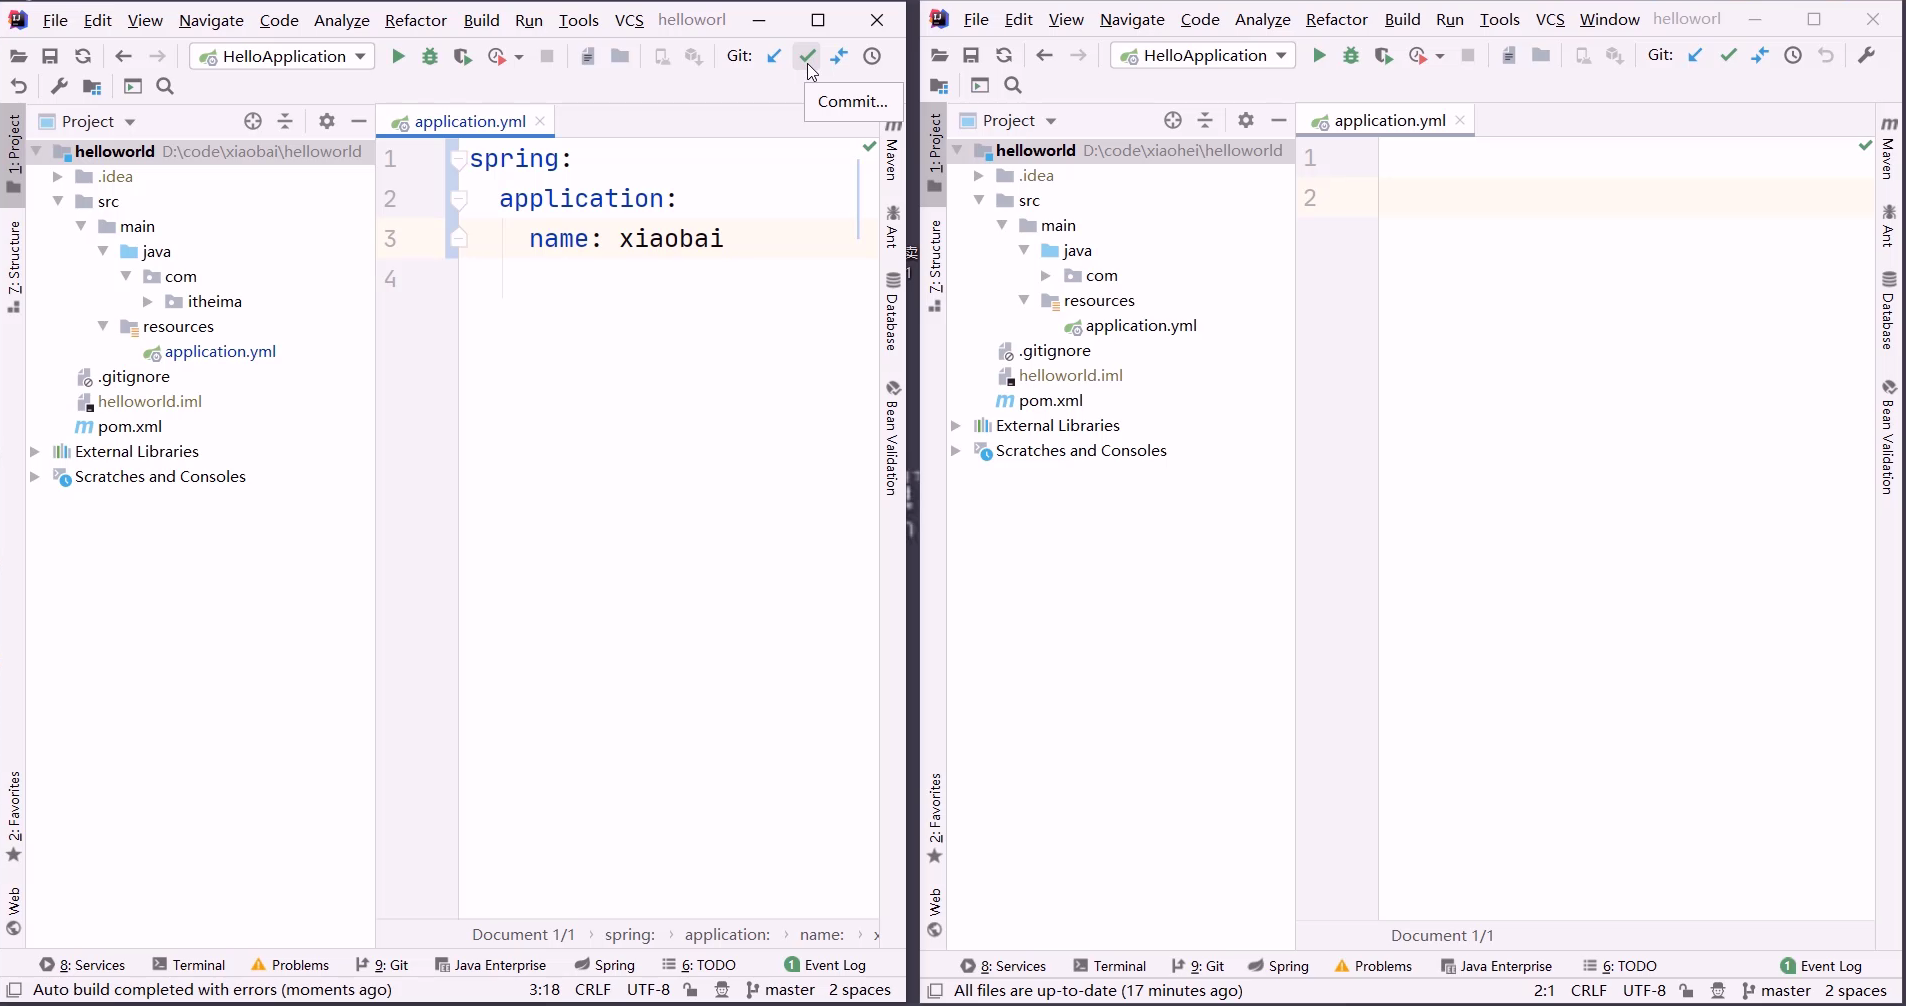 File Edit View Navigate Code Analyze Refactor Build Run Tools VCS helloworl
HelloApplication Git:
Commit...
1: Project
7: Structure
2: Favorites
Web
Project
helloworld D:\code\xiaobai\helloworld
.idea
src
main
java
com
itheima
resources
application.yml
.gitignore
helloworld.iml
m pom.xml
External Libraries
Scratches and Consoles
application.yml
1 spring:
2 application:
3 name: xiaobai
4
m Maven
Ant
Database
Bean Validation
Document 1/1 › spring: › application: › name: ›
8: Services Terminal Problems 9: Git Java Enterprise Spring 6: TODO 1 Event Log
Auto build completed with errors (moments ago) 3:18 CRLF UTF-8 master 2 spaces
File Edit View Navigate Code Analyze Refactor Build Run Tools VCS Window helloworl
HelloApplication Git:
1: Project
7: Structure
2: Favorites
Web
Project
helloworld D:\code\xiaohei\helloworld
.idea
src
main
java
com
resources
application.yml
.gitignore
helloworld.iml
m pom.xml
External Libraries
Scratches and Consoles
application.yml
1
2
m Maven
Ant
Database
Bean Validation
Document 1/1
8: Services Terminal 9: Git Spring Problems Java Enterprise 6: TODO 1 Event Log
All files are up-to-date (17 minutes ago) 2:1 CRLF UTF-8 master 2 spaces